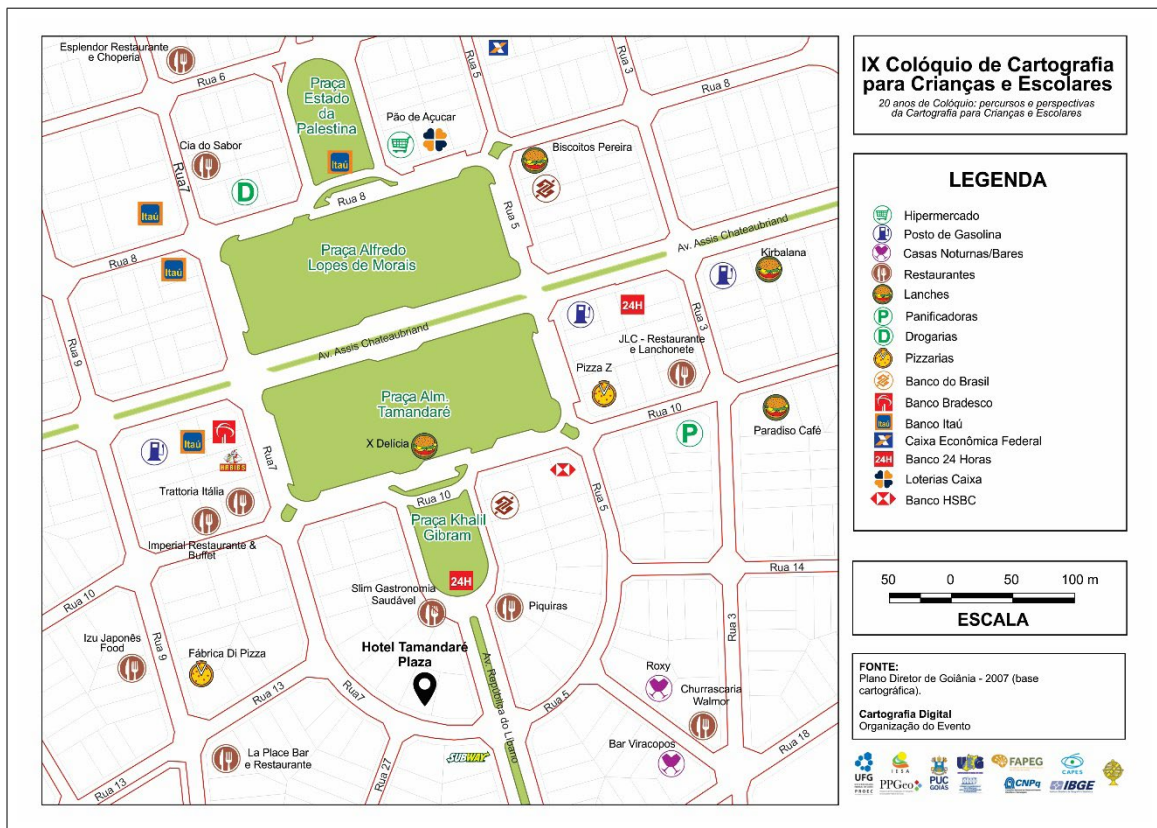 IX Colóquio de Cartografia
para Crianças e Escolares
20 anos de Colóquio: percursos e perspectivas
da Cartografia para Crianças e Escolares
LEGENDA
Hipermercado
Posto de Gasolina
Casas Noturnas/Bares
Restaurantes
Lanches
P
Panificadoras
D
Drogarias
Pizzarias
Banco do Brasil
Banco Bradesco
Itaú
Banco Itaú
Caixa Econômica Federal
24H
Banco 24 Horas
Loterias Caixa
Banco HSBC
50 0 50 100 m
ESCALA
FONTE:
Plano Diretor de Goiânia - 2007 (base
cartográfica).
Cartografia Digital
Organização do Evento
UFG
PROEC
IESA
PPGeo
PUC
GOIÁS
UEG
FAPEG
CNPq
CAPES
IBGE
Esplendor Restaurante
e Choperia
Rua 6
Praça
Estado
da
Palestina
Rua 5
Rua 3
Rua 8
Pão de Açucar
Cia do Sabor
Itaú
Biscoitos Pereira
Rua7
D
Rua 8
Itaú
Rua 5
Praça Alfredo
Lopes de Morais
Av. Assis Chateaubriand
Rua 8
Itaú
Kirbalana
24H
Rua 3
Av. Assis Chateaubriand
JLC - Restaurante
e Lanchonete
Rua 9
Pizza Z
Praça Alm.
Tamandaré
Rua 10
Paradiso Café
X Delícia
P
Itaú
HABIBS
Rua7
Trattoria Itália
Rua 10
Praça Khalil
Gibram
Rua 5
Imperial Restaurante &
Buffet
24H
Rua 14
Slim Gastronomia
Saudável
Piquiras
Rua 10
Rua 3
Izu Japonês
Food
Rua 9
Fábrica Di Pizza
Hotel Tamandaré
Plaza
Av. República do Líbano
Roxy
Rua 13
Rua7
Rua 5
Churrascaria
Walmor
La Place Bar
e Restaurante
Rua 27
SUBWAY
Bar Viracopos
Rua 18
Rua 13